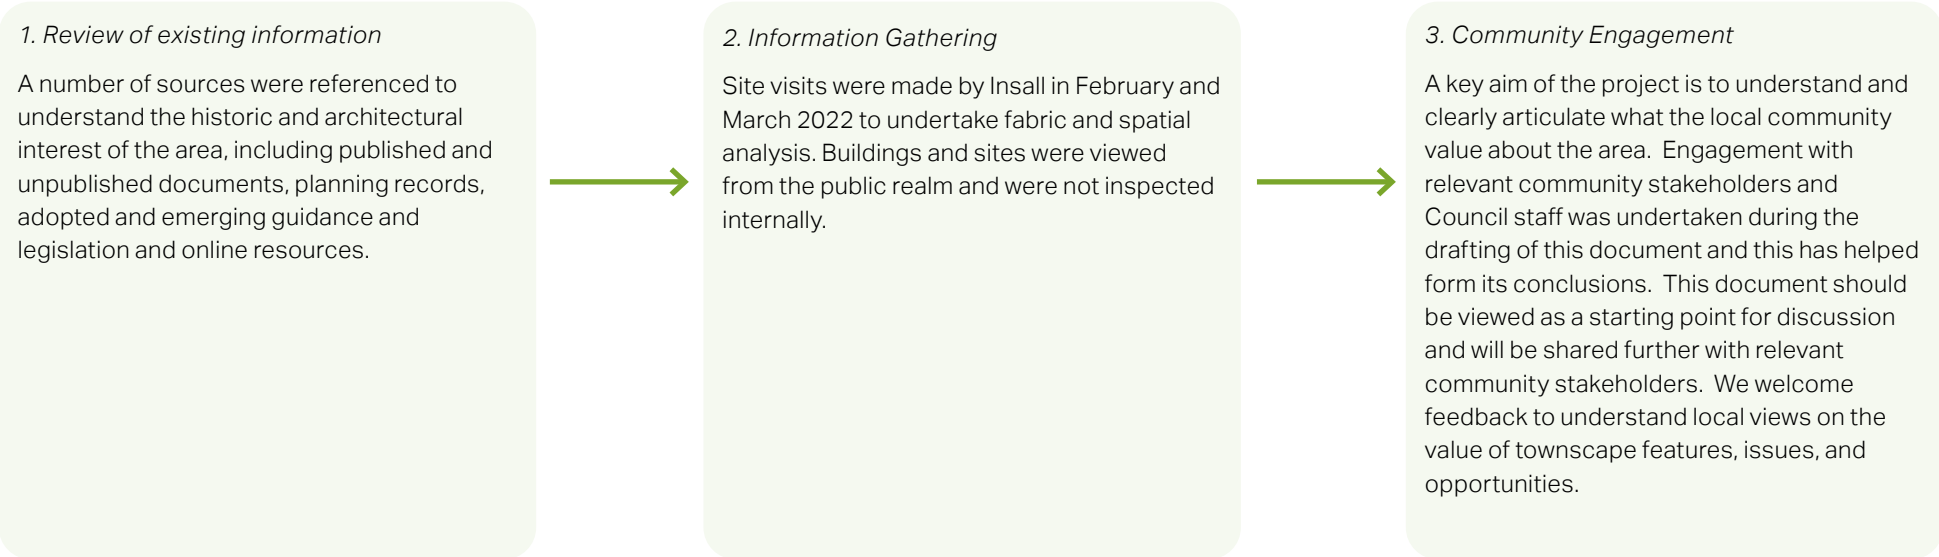 1. Review of existing information
A number of sources were referenced to
understand the historic and architectural
interest of the area, including published and
unpublished documents, planning records,
adopted and emerging guidance and
legislation and online resources.
2. Information Gathering
Site visits were made by Insall in February and
March 2022 to undertake fabric and spatial
analysis. Buildings and sites were viewed
from the public realm and were not inspected
internally.
3. Community Engagement
A key aim of the project is to understand and
clearly articulate what the local community
value about the area.  Engagement with
relevant community stakeholders and
Council staff was undertaken during the
drafting of this document and this has helped
form its conclusions.  This document should
be viewed as a starting point for discussion
and will be shared further with relevant
community stakeholders.  We welcome
feedback to understand local views on the
value of townscape features, issues, and
opportunities.